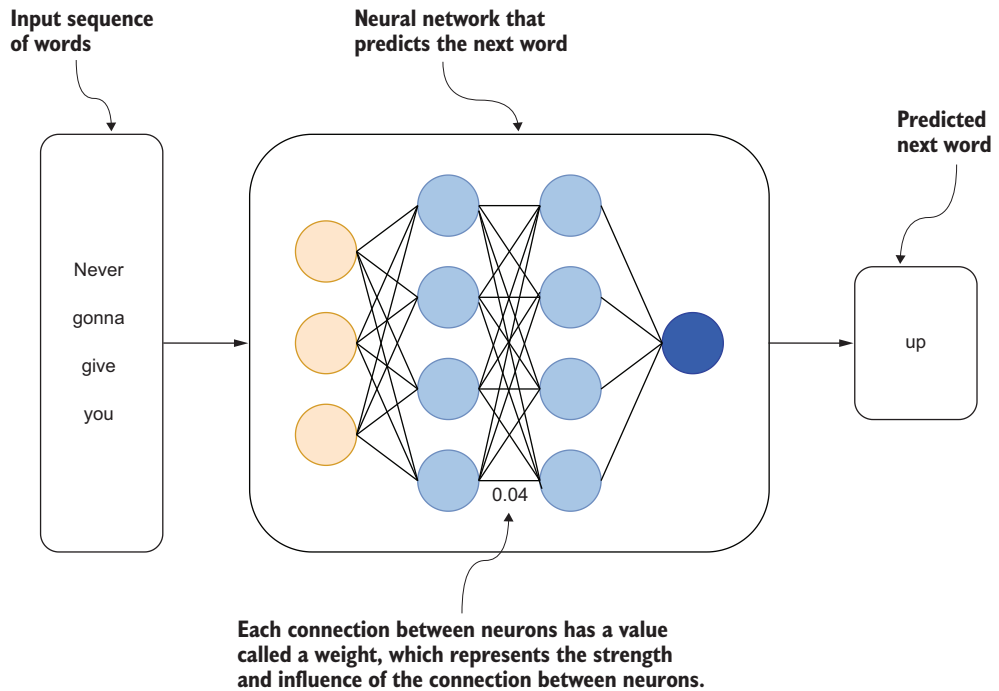 Input sequence
of words
Neural network that
predicts the next word
Predicted
next word
Never
gonna
give
you
up
0.04
Each connection between neurons has a value
called a weight, which represents the strength
and influence of the connection between neurons.